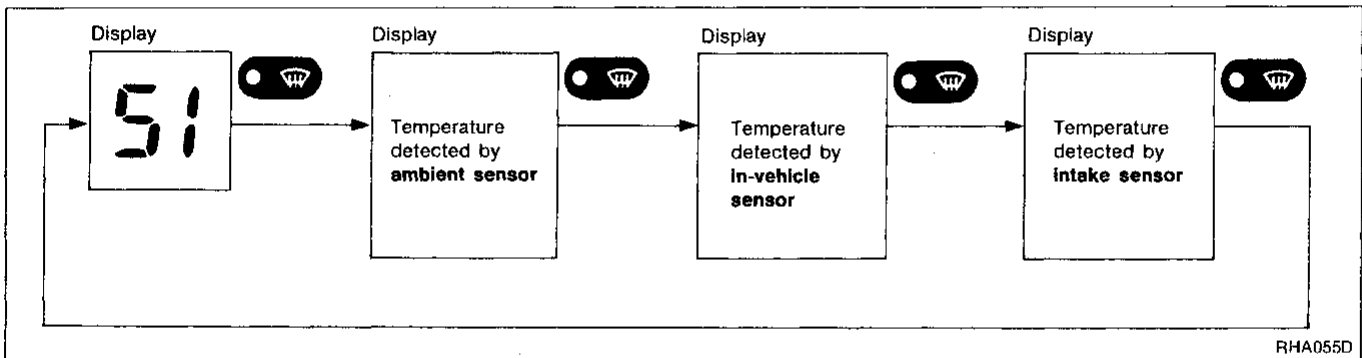 Display
51
Display
Temperature
detected by
ambient sensor
Display
Temperature
detected by
in-vehicle
sensor
Display
Temperature
detected by
intake sensor
RHA055D